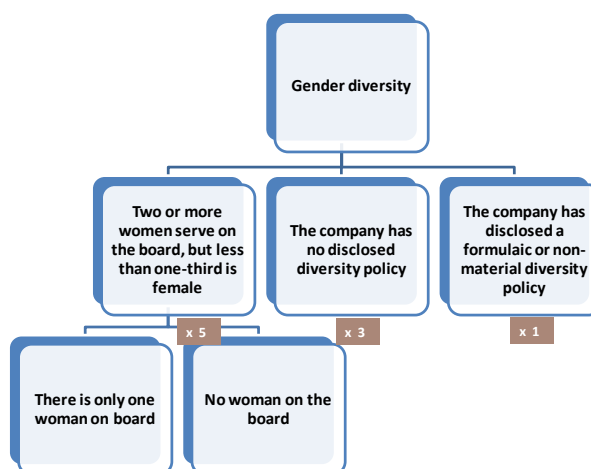 Gender diversity
Two or more
women serve on
the board, but less
than one-third is
female
The company has
no disclosed
diversity policy
The company has
disclosed a
formulaic or non-
material diversity
policy
x 5
x 3
x 1
There is only one
woman on board
No woman on the
board